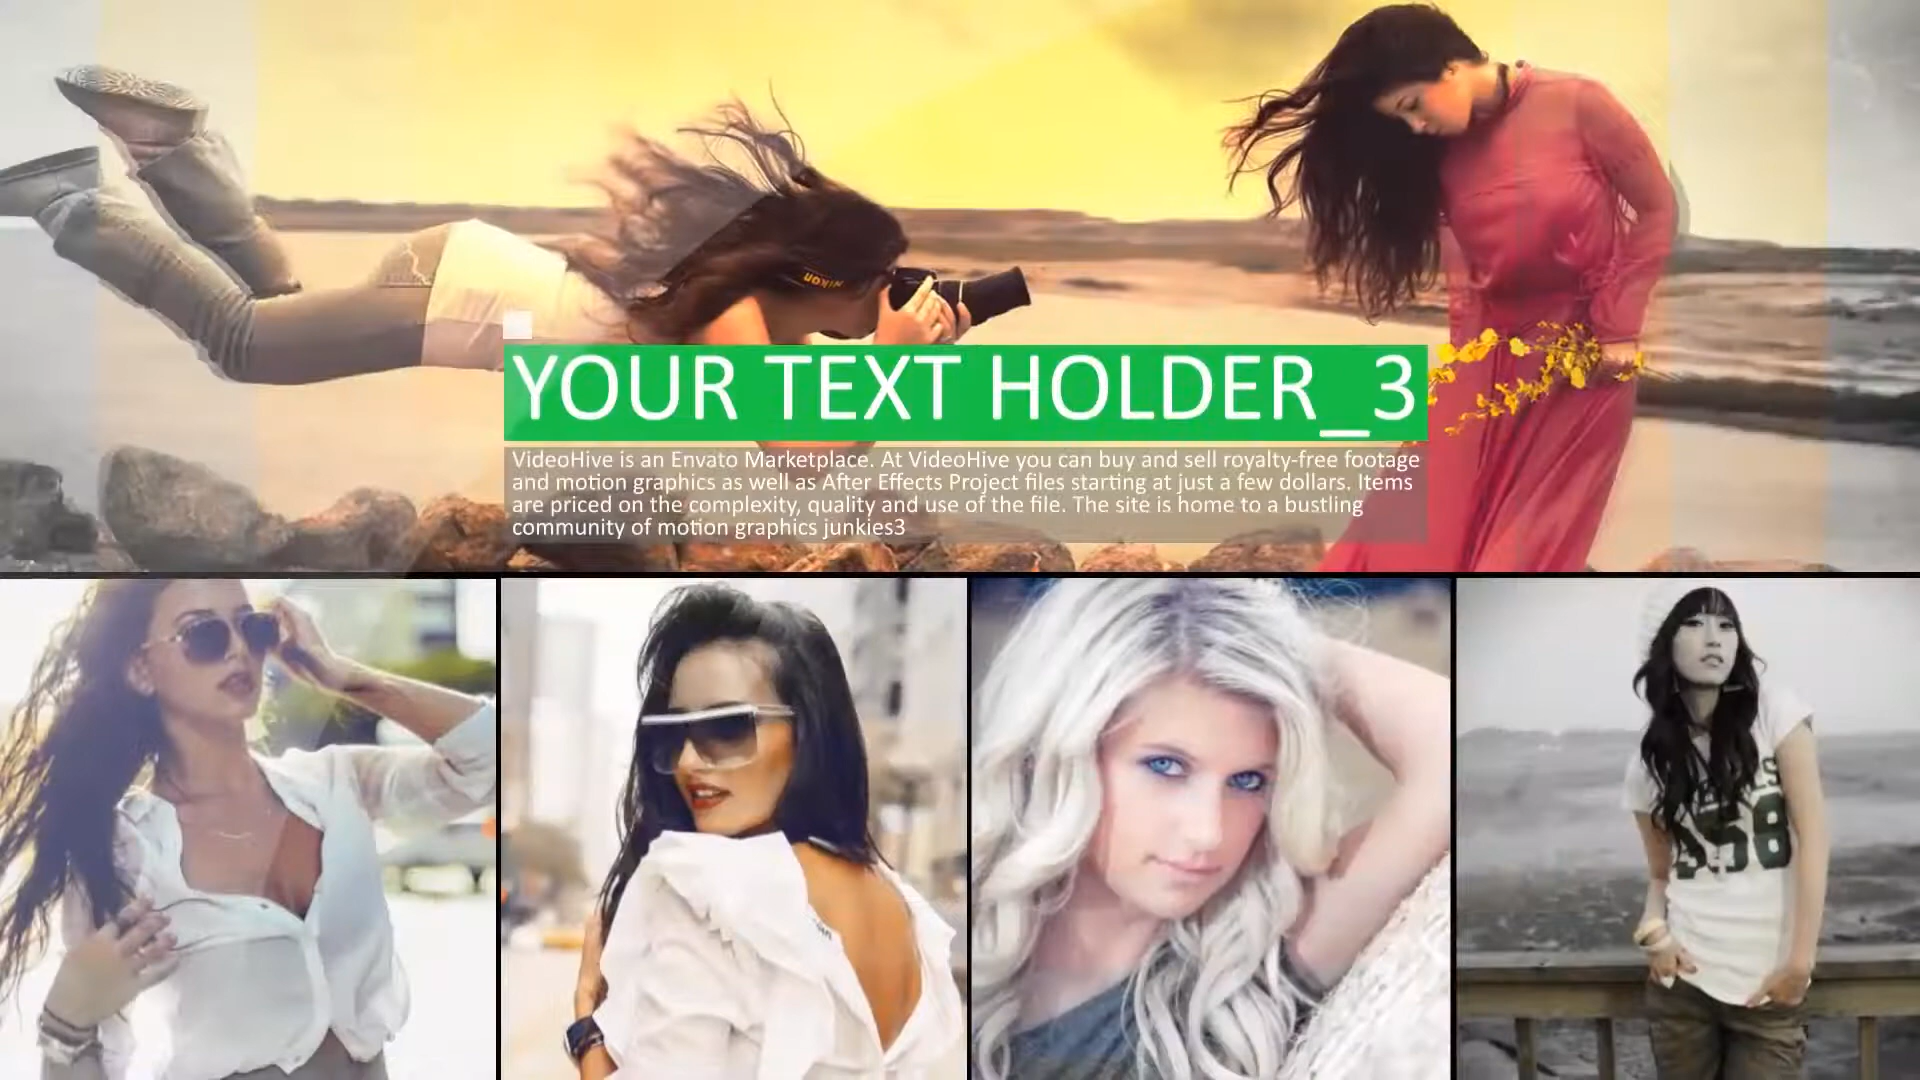 Nikon
YOUR TEXT HOLDER_3
VideoHive is an Envato Marketplace. At VideoHive you can buy and sell royalty-free footage
and motion graphics as well as After Effects Project files starting at just a few dollars. Items
are priced on the complexity, quality and use of the file. The site is home to a bustling
community of motion graphics junkies3
358